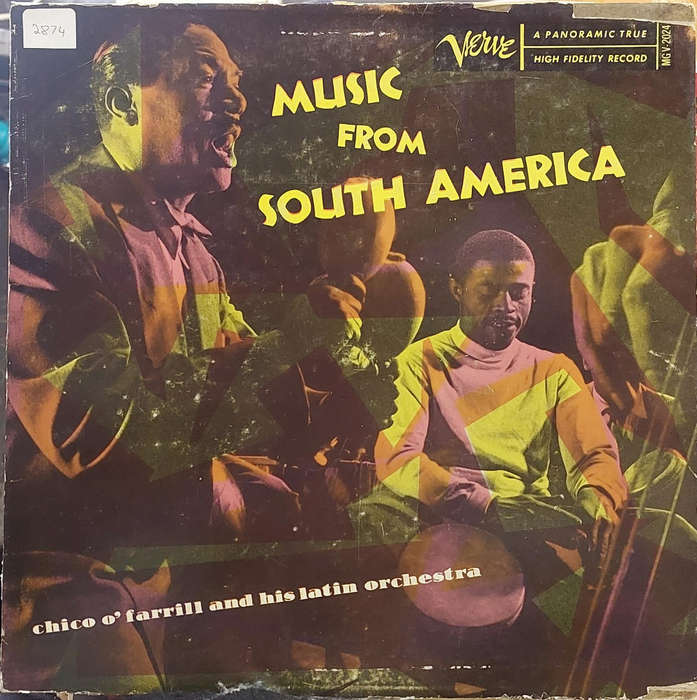 2874
Verve
A PANORAMIC TRUE
HIGH FIDELITY RECORD
MG V-2024
MUSIC
FROM
SOUTH AMERICA
chico o' farrill and his latin orchestra